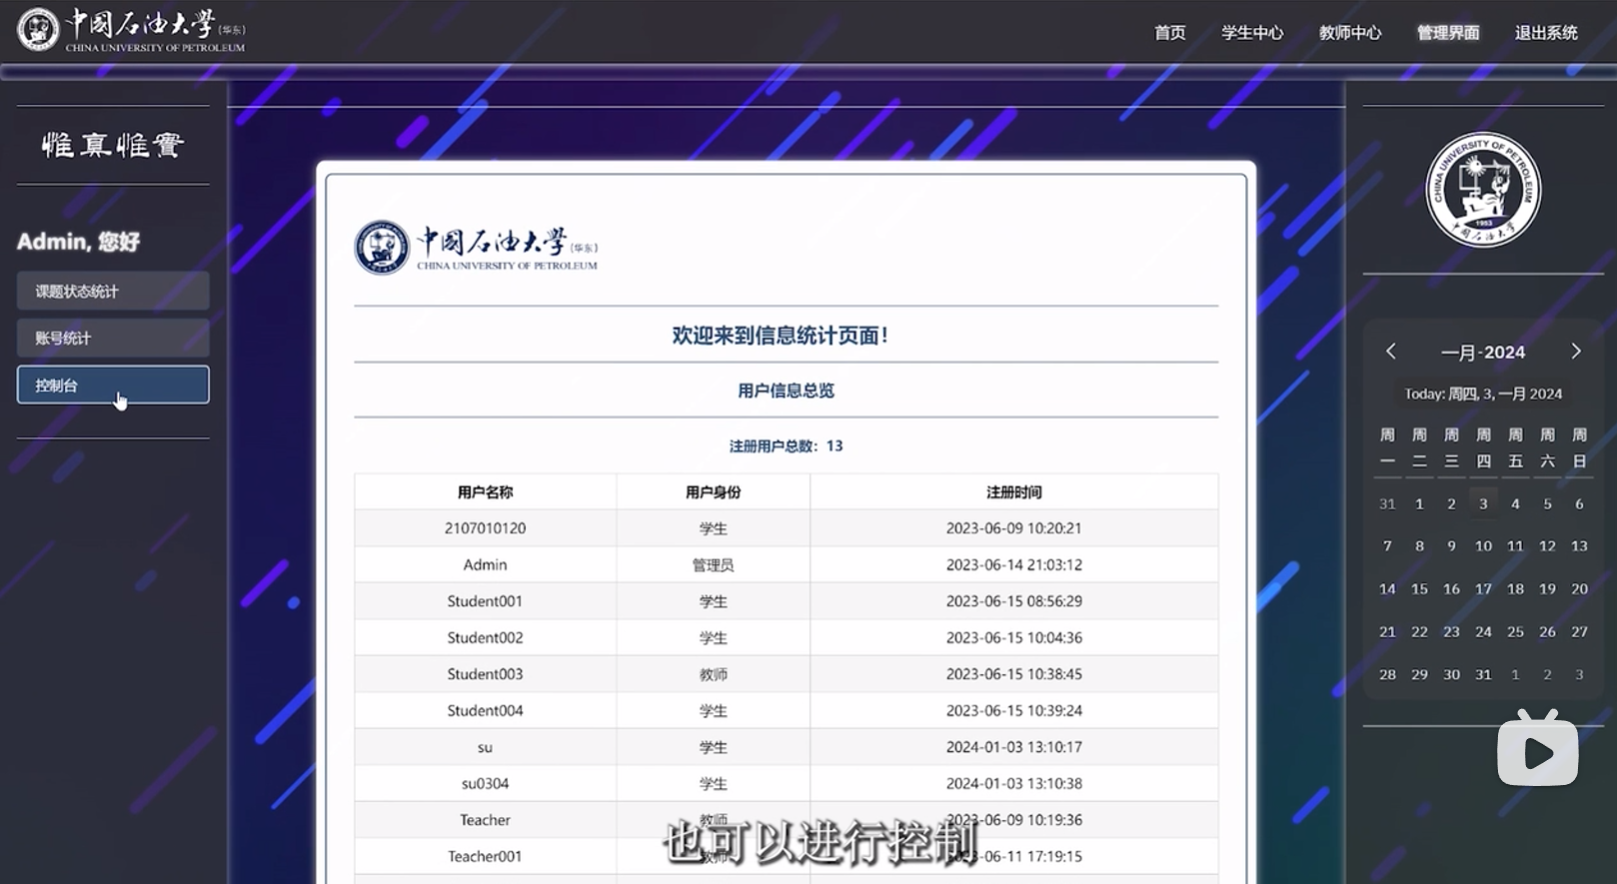 中国石油大学(华东)
CHINA UNIVERSITY OF PETROLEUM
首页 学生中心 教师中心 管理界面 退出系统
惟真惟實
Admin, 您好
课题状态统计
账号统计
控制台
中国石油大学(华东)
CHINA UNIVERSITY OF PETROLEUM
欢迎来到信息统计页面！
用户信息总览
注册用户总数：13
用户名称 用户身份 注册时间
2107010120 学生 2023-06-09 10:20:21
Admin 管理员 2023-06-14 21:03:12
Student001 学生 2023-06-15 08:56:29
Student002 学生 2023-06-15 10:04:36
Student003 教师 2023-06-15 10:38:45
Student004 学生 2023-06-15 10:39:24
su 学生 2024-01-03 13:10:17
su0304 学生 2024-01-03 13:10:38
Teacher 教师 2023-06-09 10:19:36
Teacher001 教师 06-11 17:19:15
也可以进行控制
CHINA UNIVERSITY OF PETROLEUM
1953
中国石油大学
一月-2024
Today: 周四, 3, 一月 2024
周一 周二 周三 周四 周五 周六 周日
31 1 2 3 4 5 6
7 8 9 10 11 12 13
14 15 16 17 18 19 20
21 22 23 24 25 26 27
28 29 30 31 1 2 3